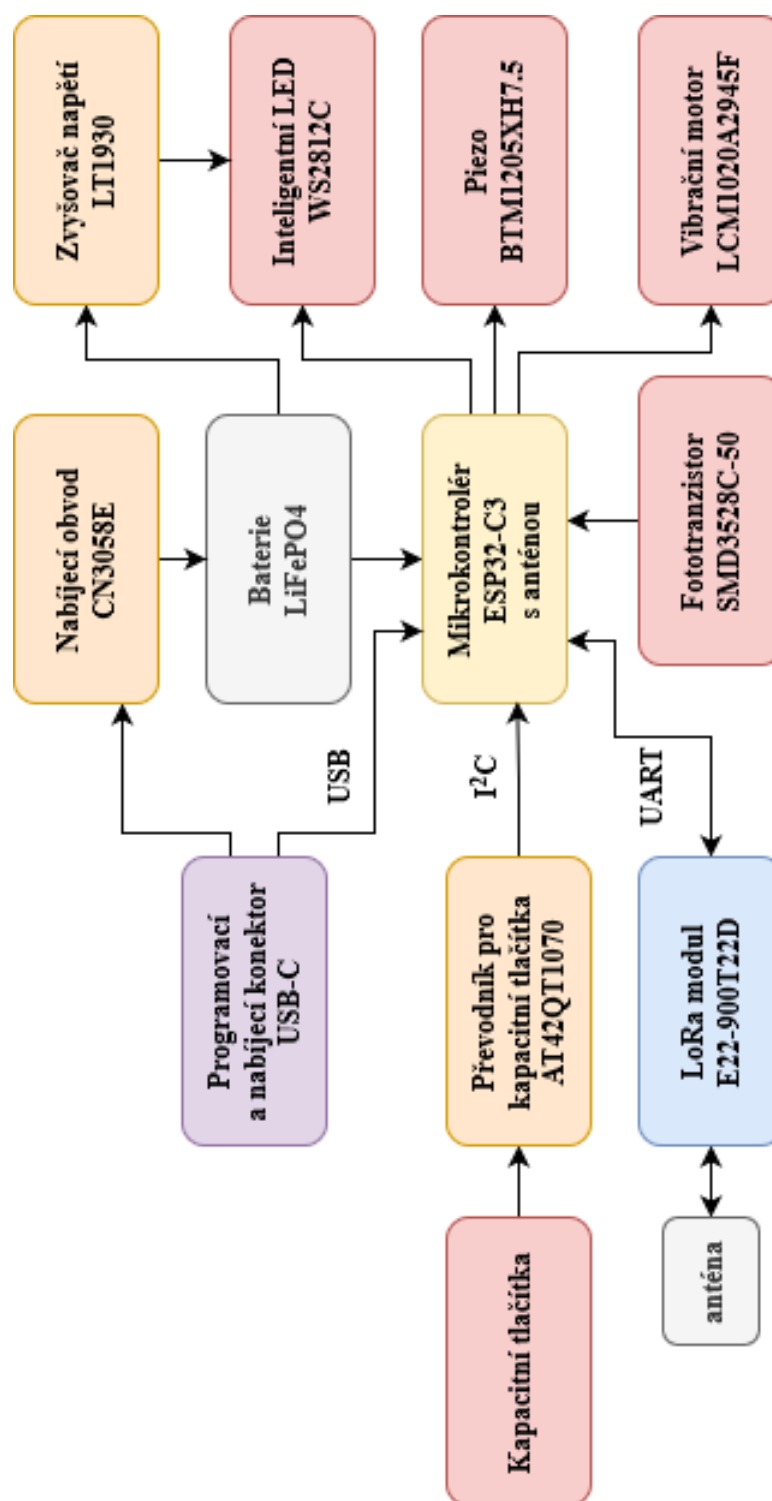 Nabíjecí obvod
CN3058E
Zvyšovač napětí
LT1930
Programovací
a nabíjecí konektor
USB-C
Baterie
LiFePO4
Inteligentní LED
WS2812C
USB
Kapacitní tlačítka
Převodník pro
kapacitní tlačítka
AT42QT1070
I²C
Mikrokontrolér
ESP32-C3
s anténou
Piezo
BTM1205XH7.5
UART
anténa
LoRa modul
E22-900T22D
Fototranzistor
SMD3528C-50
Vibrační motor
LCM1020A2945F